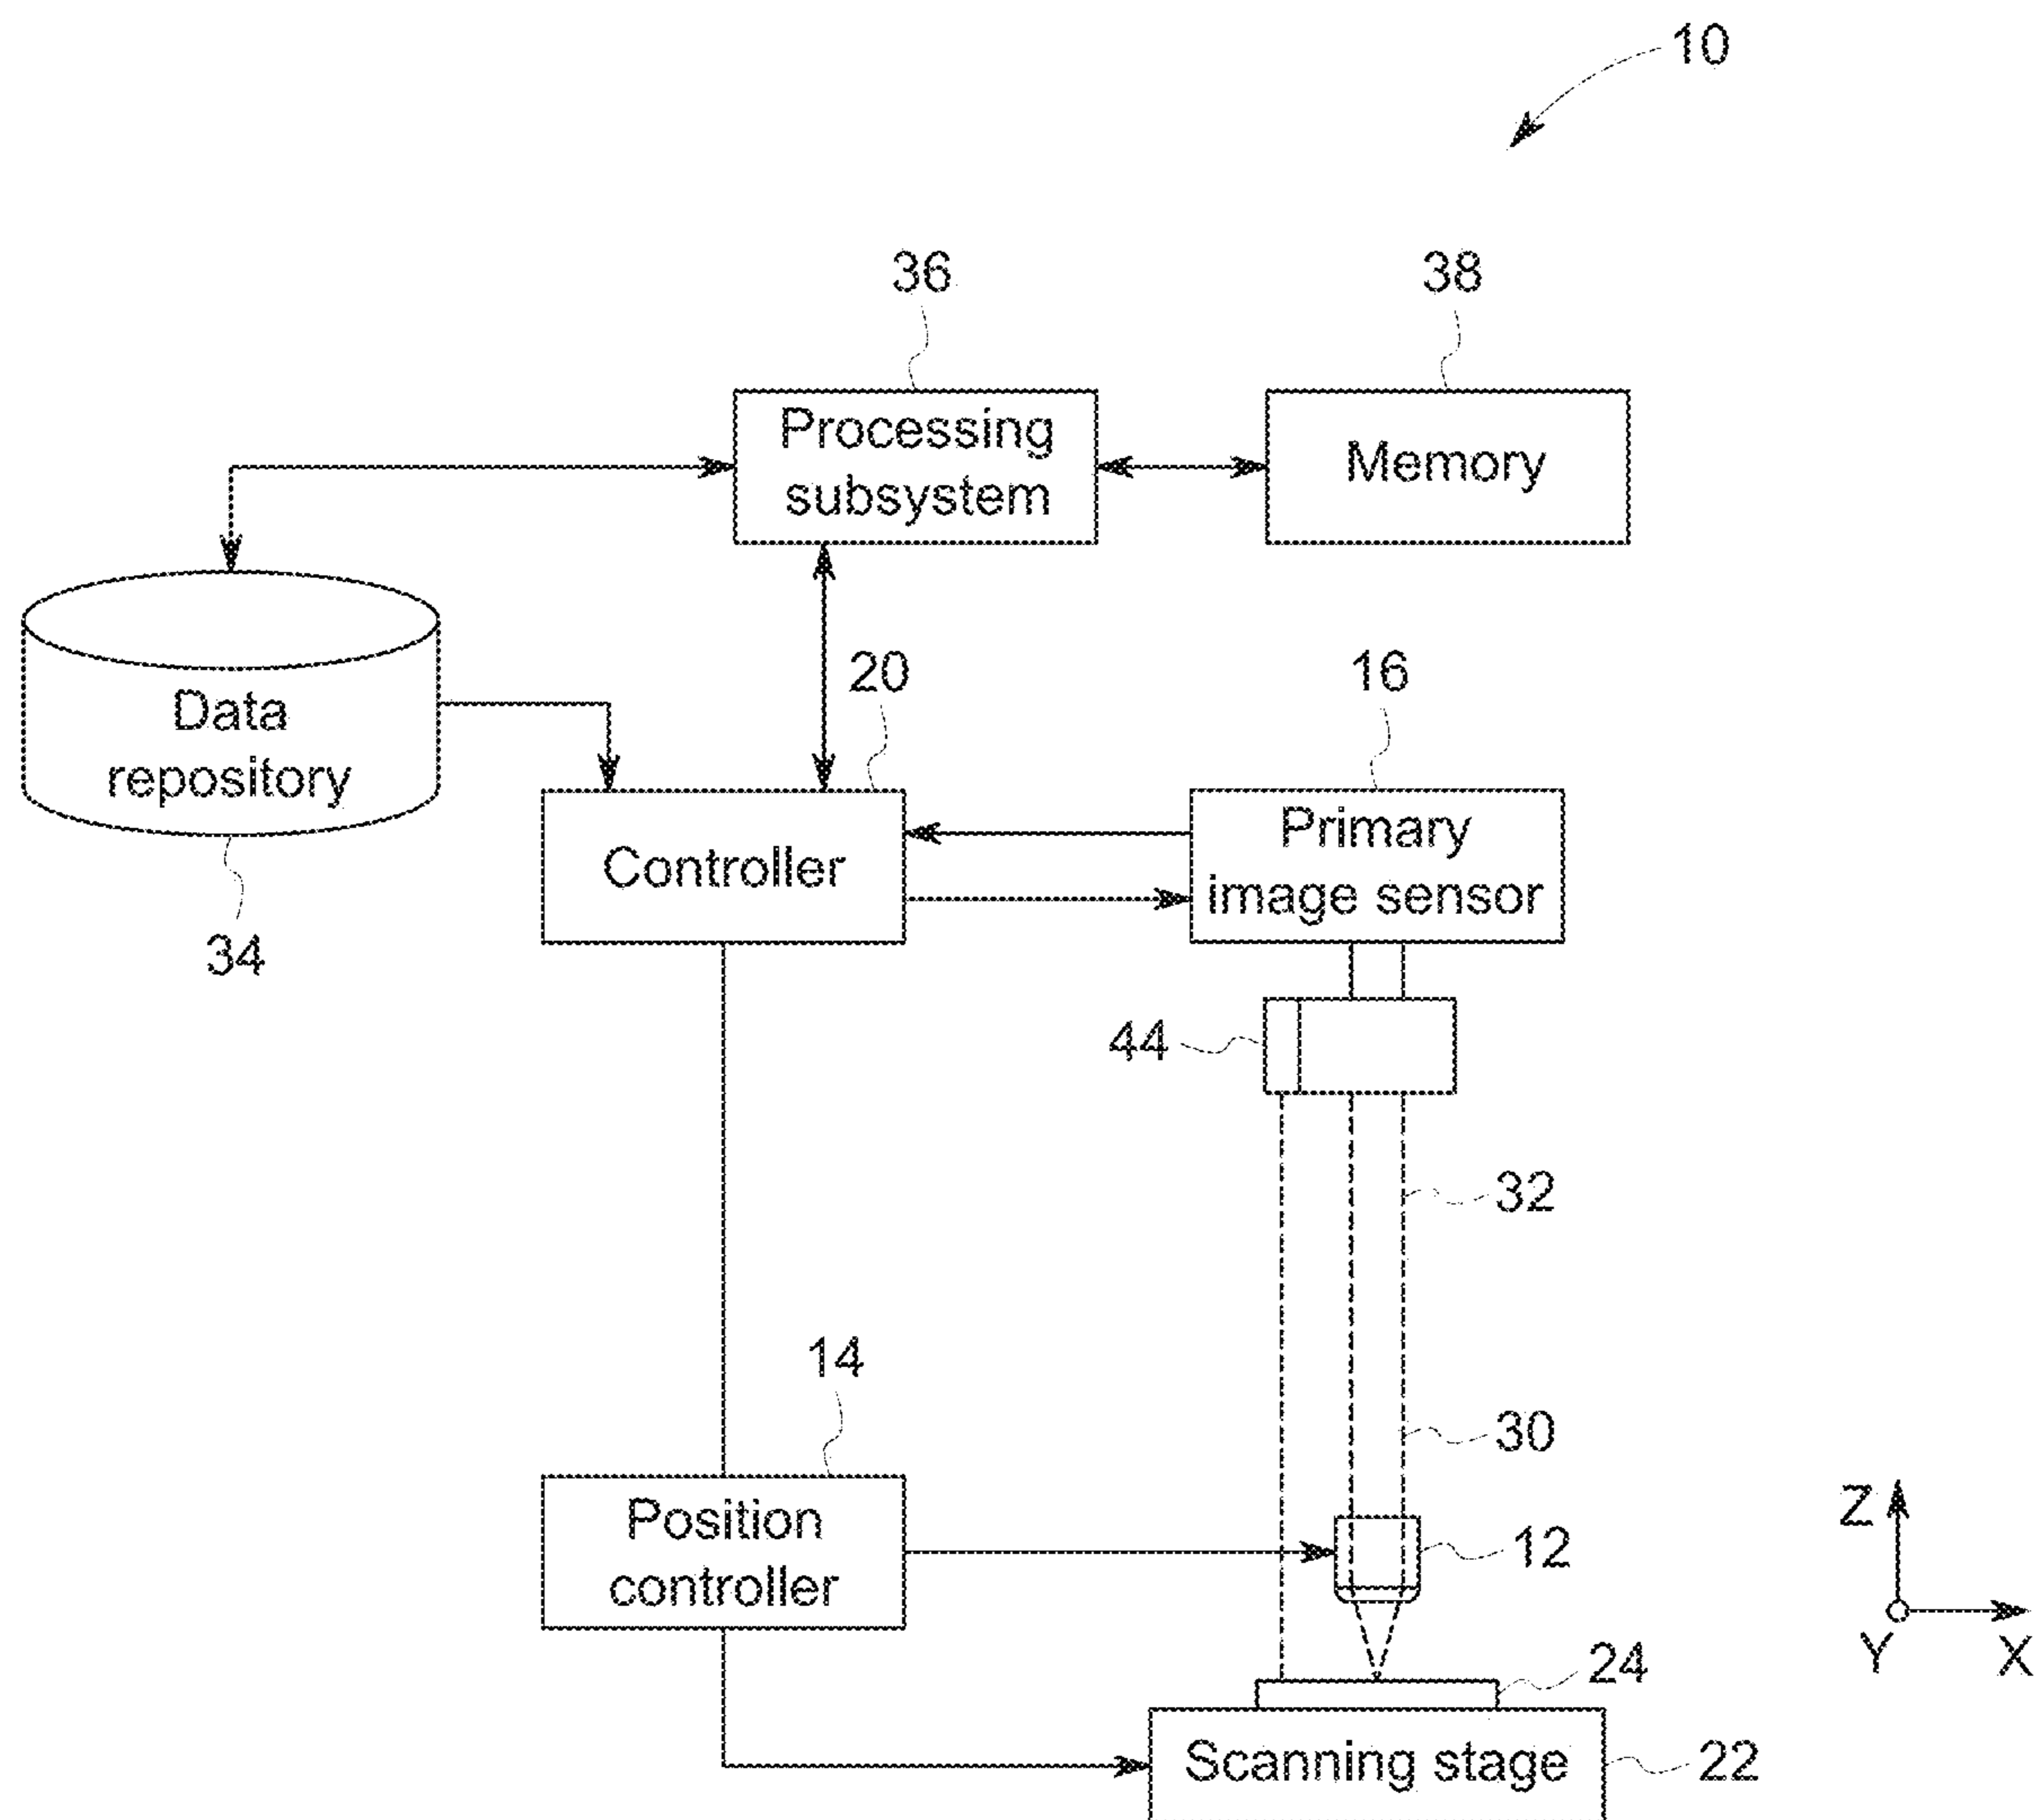 10
36
38
Processing
subsystem
Memory
20
16
Data
repository
34
Controller
Primary
image sensor
44
32
14
30
Position
controller
12
Z
Y
X
24
Scanning stage
22